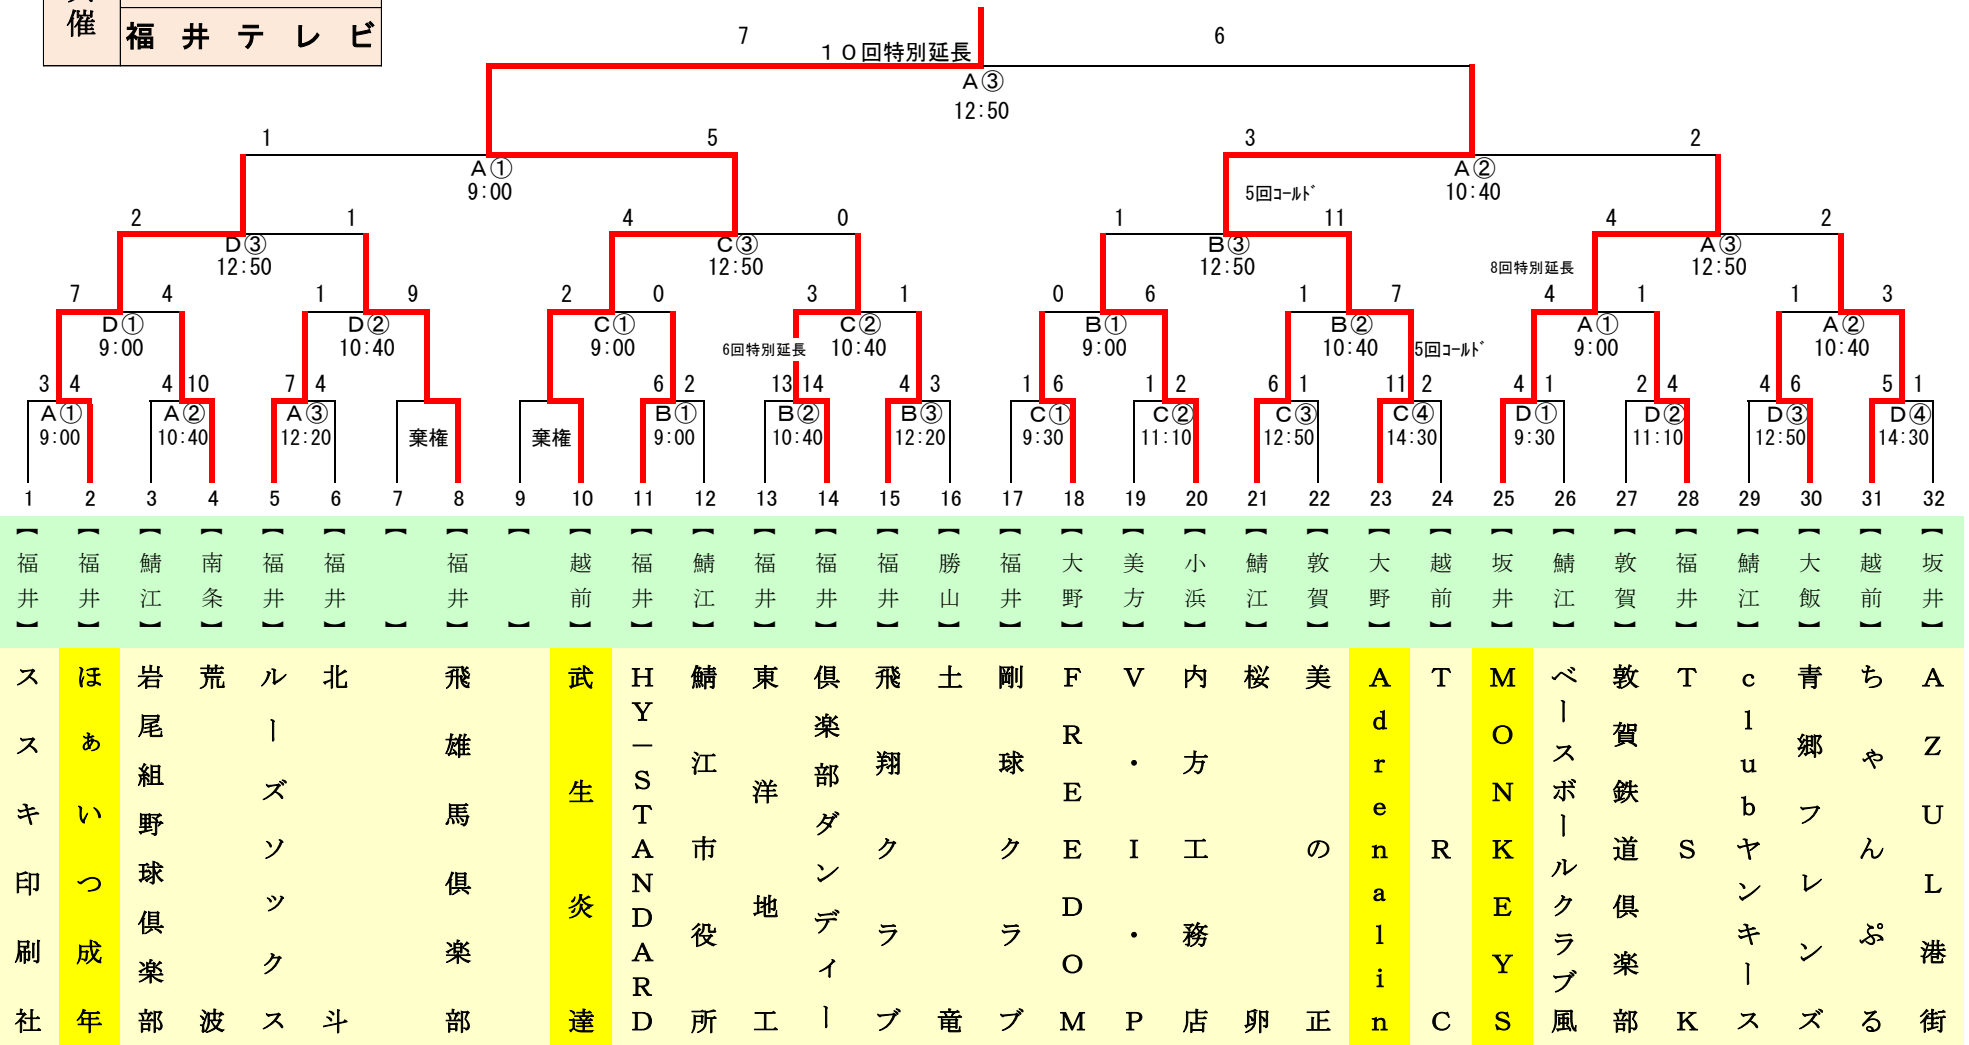 催
福井テレビ
7 6
10回特別延長
A③
12:50
1 5 3 2
A① A②
9:00 10:40
5回ｺｰﾙﾄﾞ
2 1 4 0 1 11 4 2
D③ C③ B③ A③
12:50 12:50 12:50 12:50
8回特別延長
7 4 1 9 2 0 3 1 0 6 1 7 4 1 1 3
D① D② C① C② B① B② A① A②
9:00 10:40 9:00 10:40 9:00 10:40 9:00 10:40
6回特別延長 5回ｺｰﾙﾄﾞ
3 4 4 10 7 4 6 2 13 14 4 3 1 6 1 2 6 1 11 2 4 1 2 4 4 6 5 1
A① A② A③ B① B② B③ C① C② C③ C④ D① D② D③ D④
9:00 10:40 12:20 棄権 棄権 9:00 10:40 12:20 9:30 11:10 12:50 14:30 9:30 11:10 12:50 14:30
1 2 3 4 5 6 7 8 9 10 11 12 13 14 15 16 17 18 19 20 21 22 23 24 25 26 27 28 29 30 31 32
【福井】 ススキ印刷社
【福井】 ほぁいつ成年
【鯖江】 岩尾組野球倶楽部
【南条】 荒波
【福井】 ルーズソックス
【福井】 北斗
【】
【福井】 飛雄馬倶楽部
【】
【越前】 武生炎達
【福井】 HY－STANDARD
【鯖江】 鯖江市役所
【福井】 東洋地工
【福井】 倶楽部ダンディー
【福井】 飛翔クラブ
【勝山】 土竜
【福井】 剛球クラブ
【大野】 FREEDOM
【美方】 V・I・P
【小浜】 内方工務店
【鯖江】 桜卵
【敦賀】 美の正
【大野】 Adrenalin
【越前】 TRC
【坂井】 MONKEYS
【鯖江】 ベースボールクラブ風
【敦賀】 敦賀鉄道倶楽部
【福井】 TSK
【鯖江】 clubヤンキース
【大飯】 青郷フレンズ
【越前】 ちゃんぷる
【坂井】 AZUL港街